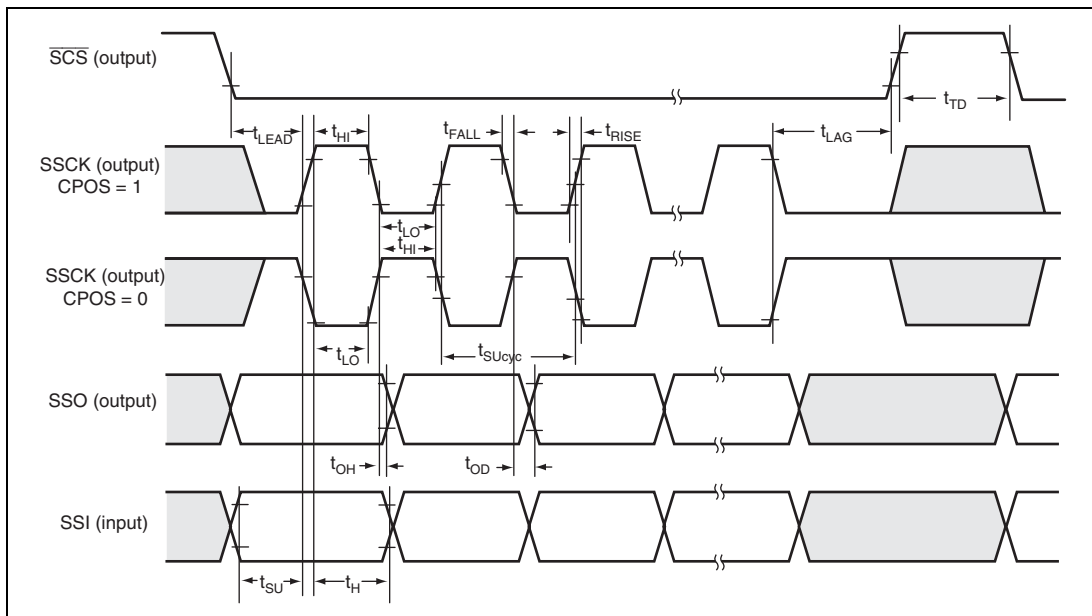 SCS (output)
tTD
tLEAD
tHI
tFALL
tRISE
tLAG
SSCK (output)
CPOS = 1
tLO
tHI
SSCK (output)
CPOS = 0
tLO
tSUcyc
SSO (output)
tOH
tOD
SSI (input)
tSU
tH